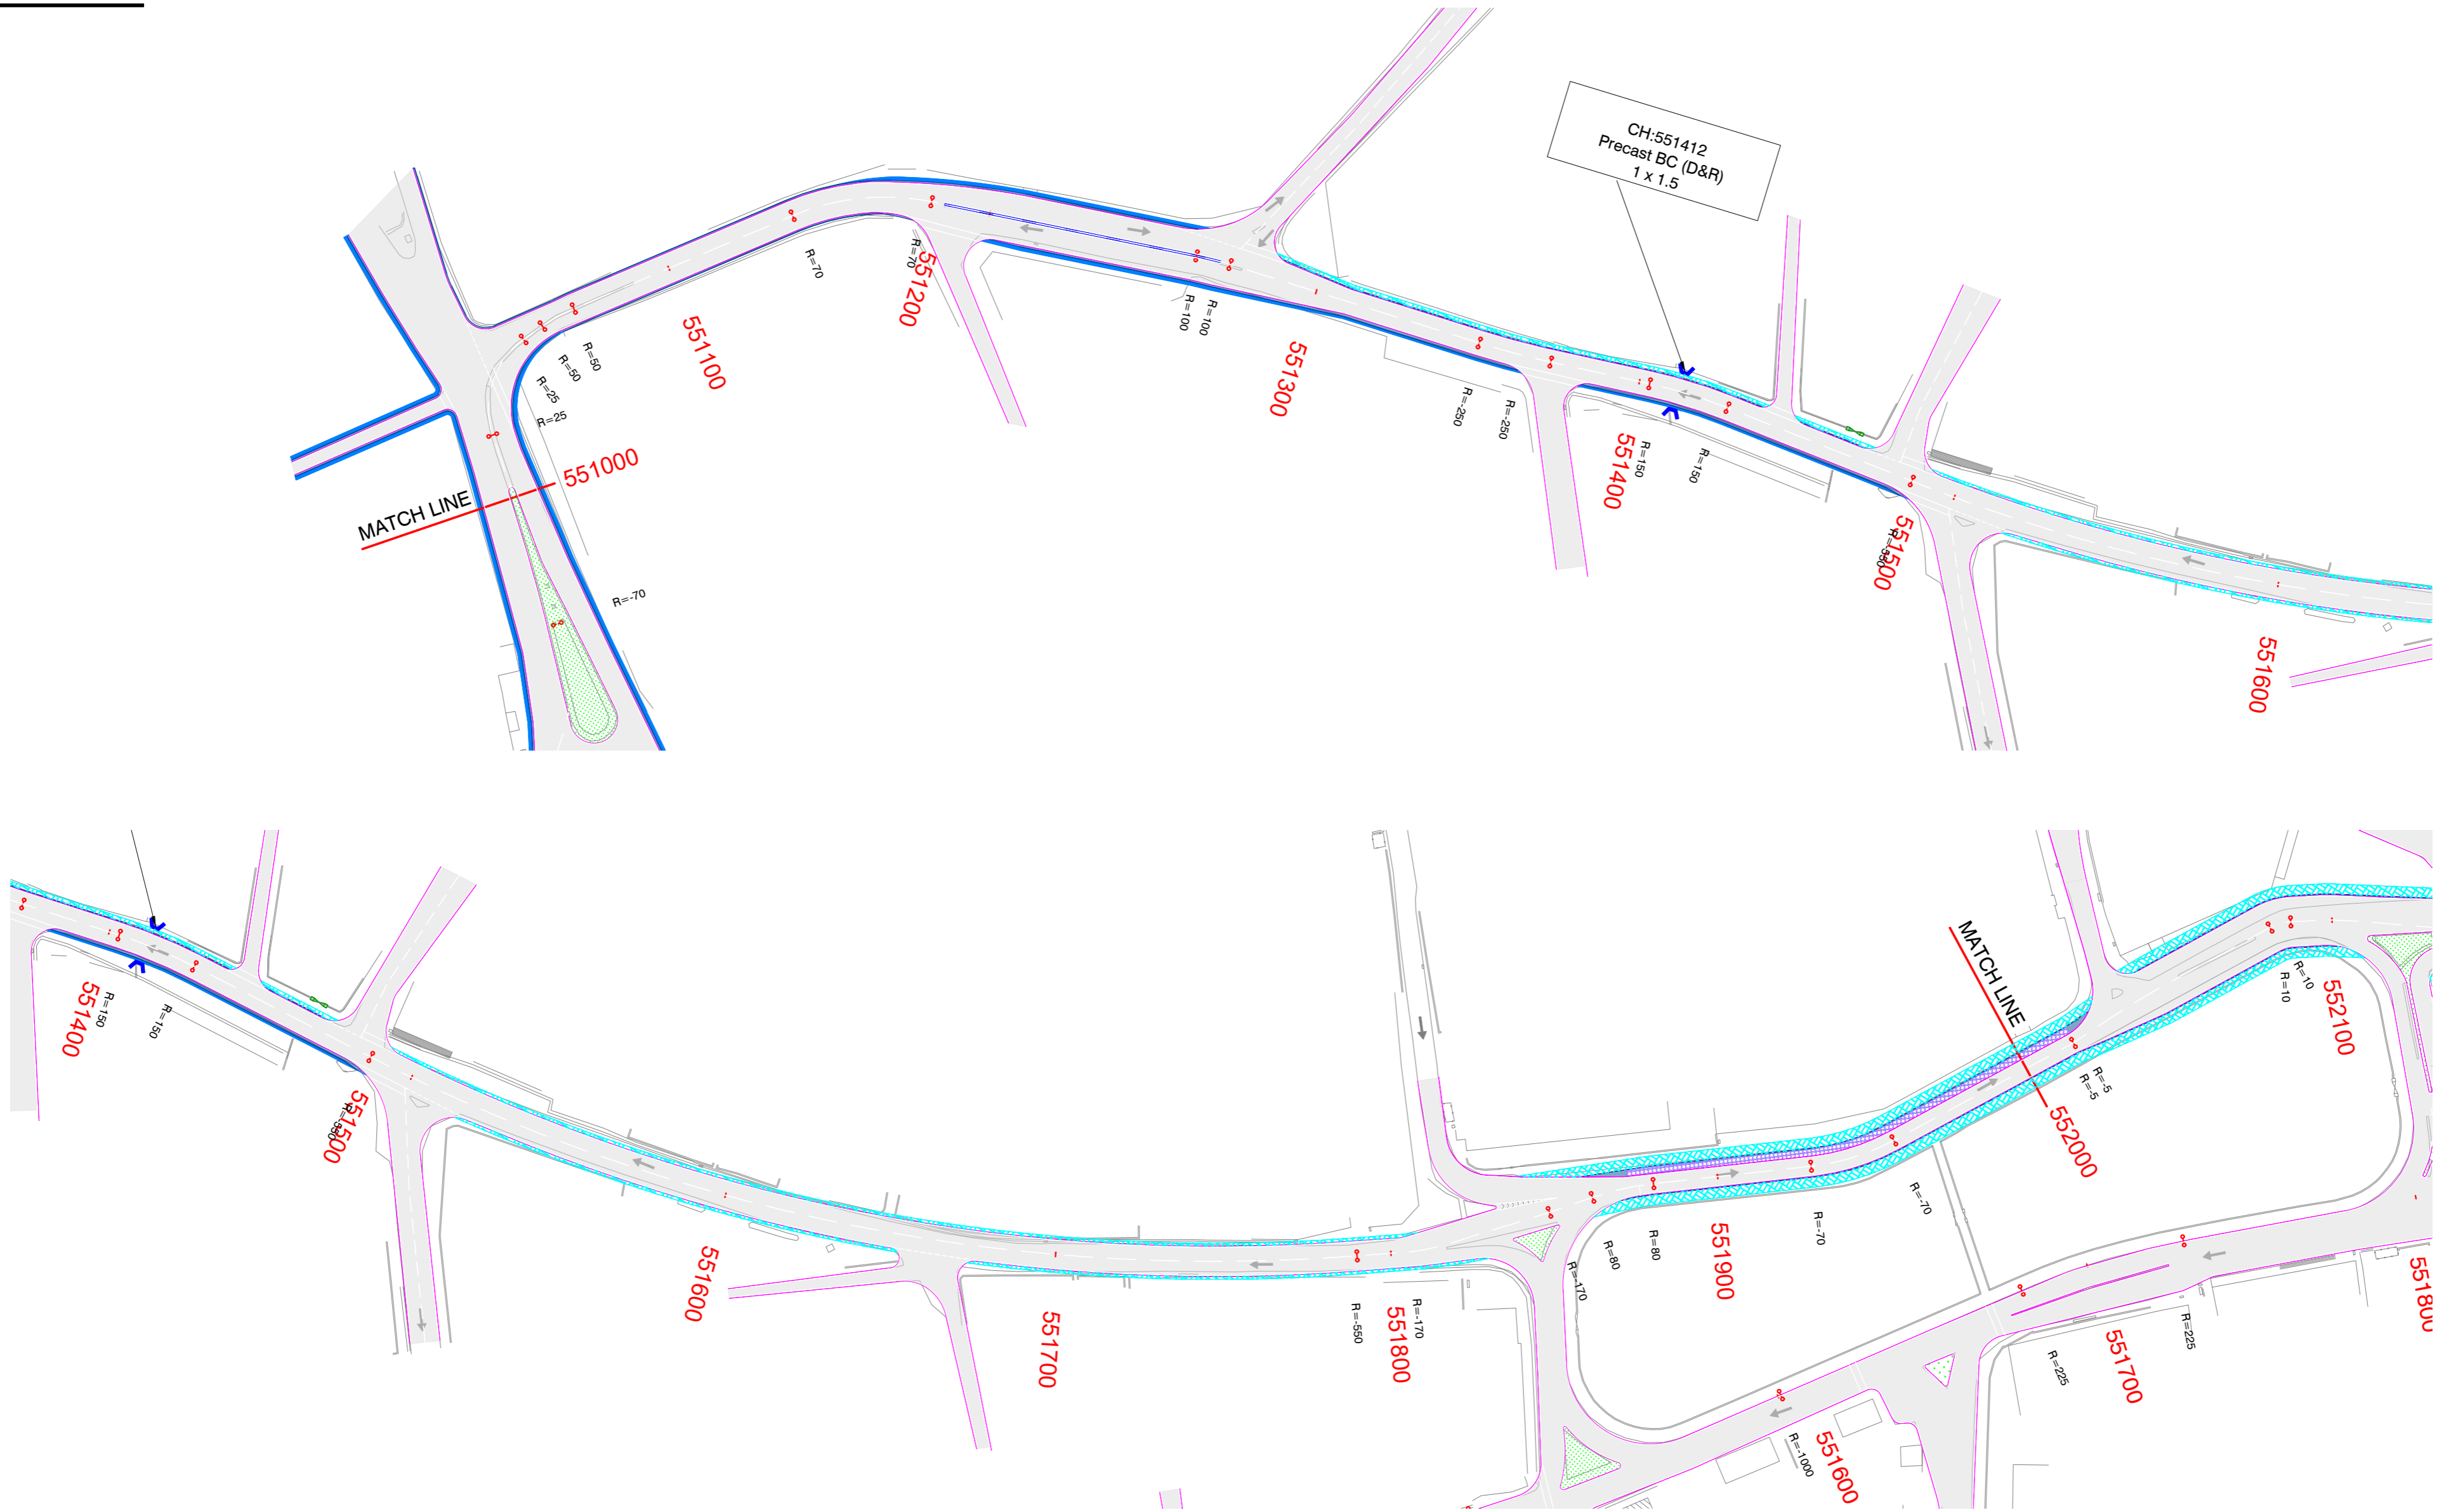 CH:551412
Precast BC (D&R)
1 x 1.5
R=70
R=70
551200
R=100
R=100
551100
R=50
R=50
R=25
R=25
551300
R=-250
R=-250
551400
R=150
R=150
551000
MATCH LINE
551500
R=-70
551600
MATCH LINE
R=10
R=10
552100
551400
R=150
R=150
R=-5
R=-5
552000
551500
R=-70
R=-70
R=80
R=80
551900
R=-170
551600
551700
R=-550
551800
R=-170
551800
R=225
551700
R=225
R=-1000
551600